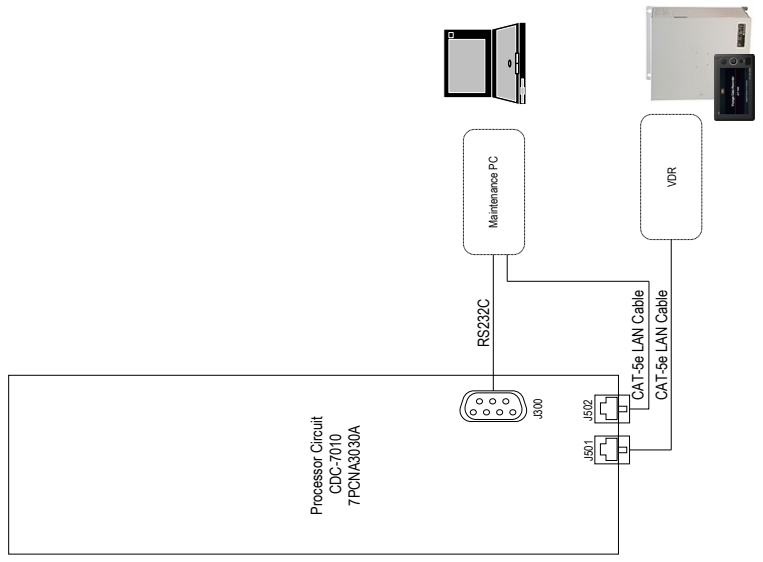 Maintenance PC
VDR
RS232C
CAT-5e LAN Cable
CAT-5e LAN Cable
Processor Circuit
CDC-7010
7PCNA3030A
J300
J502
J501